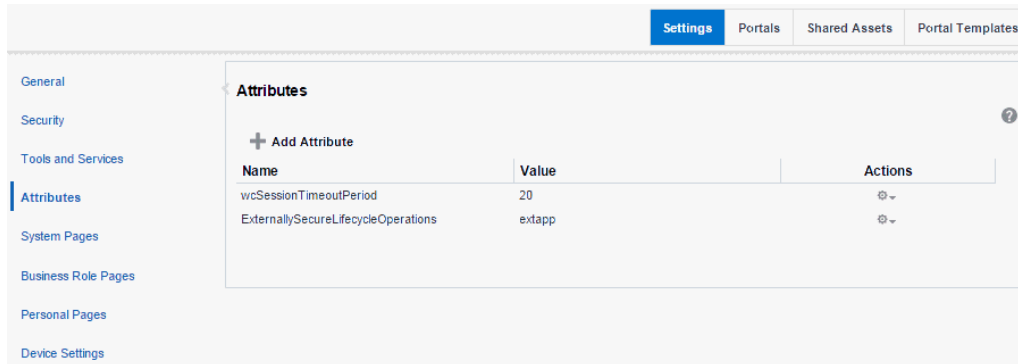 Settings Portals Shared Assets Portal Templates
General
Security
Tools and Services
Attributes
System Pages
Business Role Pages
Personal Pages
Device Settings
Attributes
?
Add Attribute
Name Value Actions
wcSessionTimeoutPeriod 20
ExternallySecureLifecycleOperations extapp